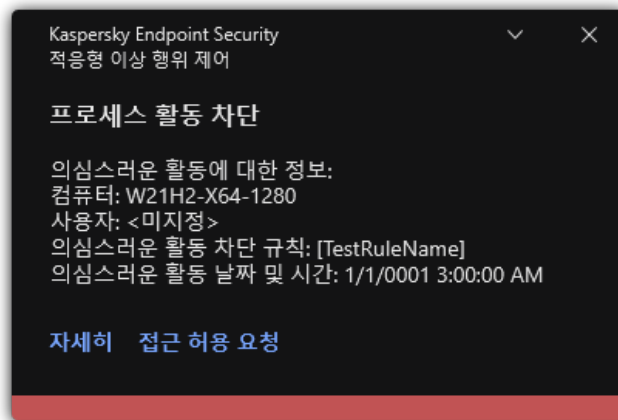 Kaspersky Endpoint Security
적응형 이상 행위 제어
프로세스 활동 차단
의심스러운 활동에 대한 정보:
컴퓨터: W21H2-X64-1280
사용자: <미지정>
의심스러운 활동 차단 규칙: [TestRuleName]
의심스러운 활동 날짜 및 시간: 1/1/0001 3:00:00 AM
자세히 접근 허용 요청